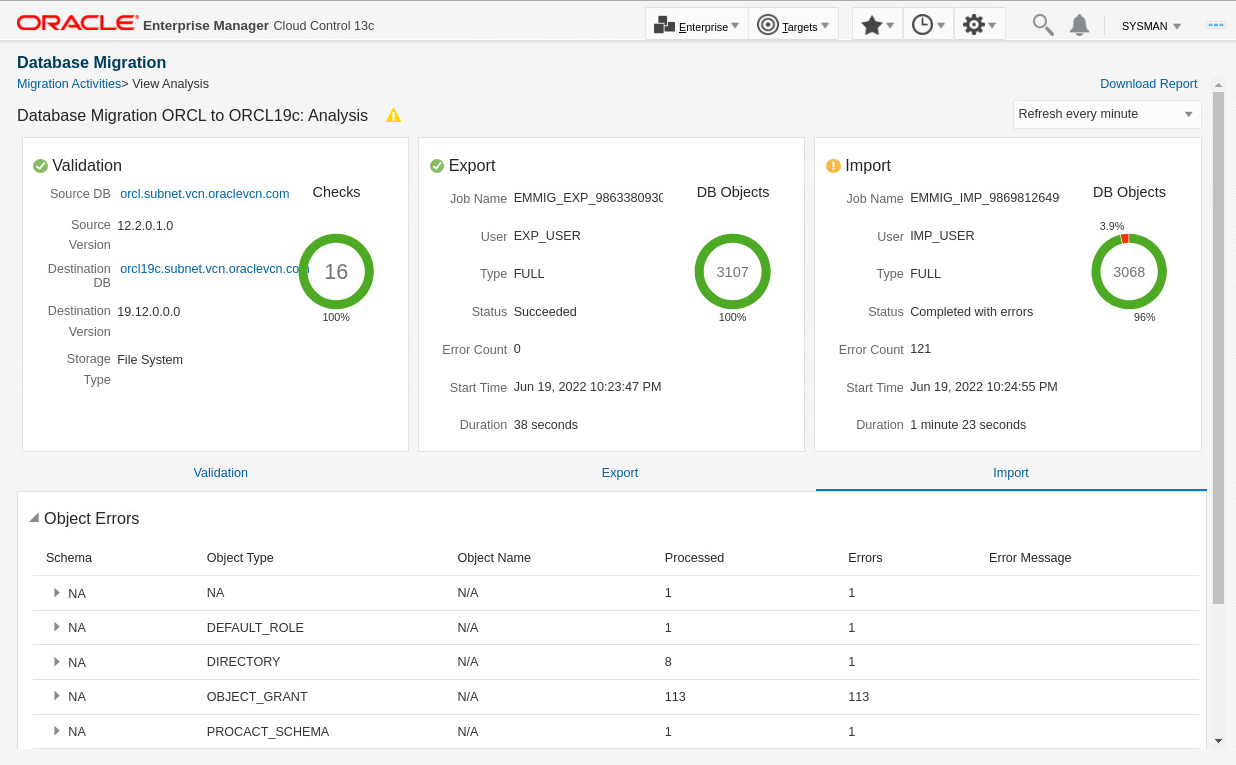 ORACLE Enterprise Manager Cloud Control 13c
Enterprise
Targets
SYSMAN
Database Migration
Migration Activities> View Analysis
Download Report
Database Migration ORCL to ORCL19c: Analysis
Refresh every minute
Validation
Source DB orcl.subnet.vcn.oraclevcn.com
Checks
Source Version 12.2.0.1.0
Destination DB orcl19c.subnet.vcn.oraclevcn.com
16
100%
Destination Version 19.12.0.0.0
Storage Type File System
Export
Job Name EMMIG_EXP_9863380930
DB Objects
User EXP_USER
Type FULL
3107
100%
Status Succeeded
Error Count 0
Start Time Jun 19, 2022 10:23:47 PM
Duration 38 seconds
Import
Job Name EMMIG_IMP_9869812649
DB Objects
3.9%
User IMP_USER
Type FULL
3068
96%
Status Completed with errors
Error Count 121
Start Time Jun 19, 2022 10:24:55 PM
Duration 1 minute 23 seconds
Validation Export Import
Object Errors
Schema Object Type Object Name Processed Errors Error Message
NA NA N/A 1 1
NA DEFAULT_ROLE N/A 1 1
NA DIRECTORY N/A 8 1
NA OBJECT_GRANT N/A 113 113
NA PROCACT_SCHEMA N/A 1 1